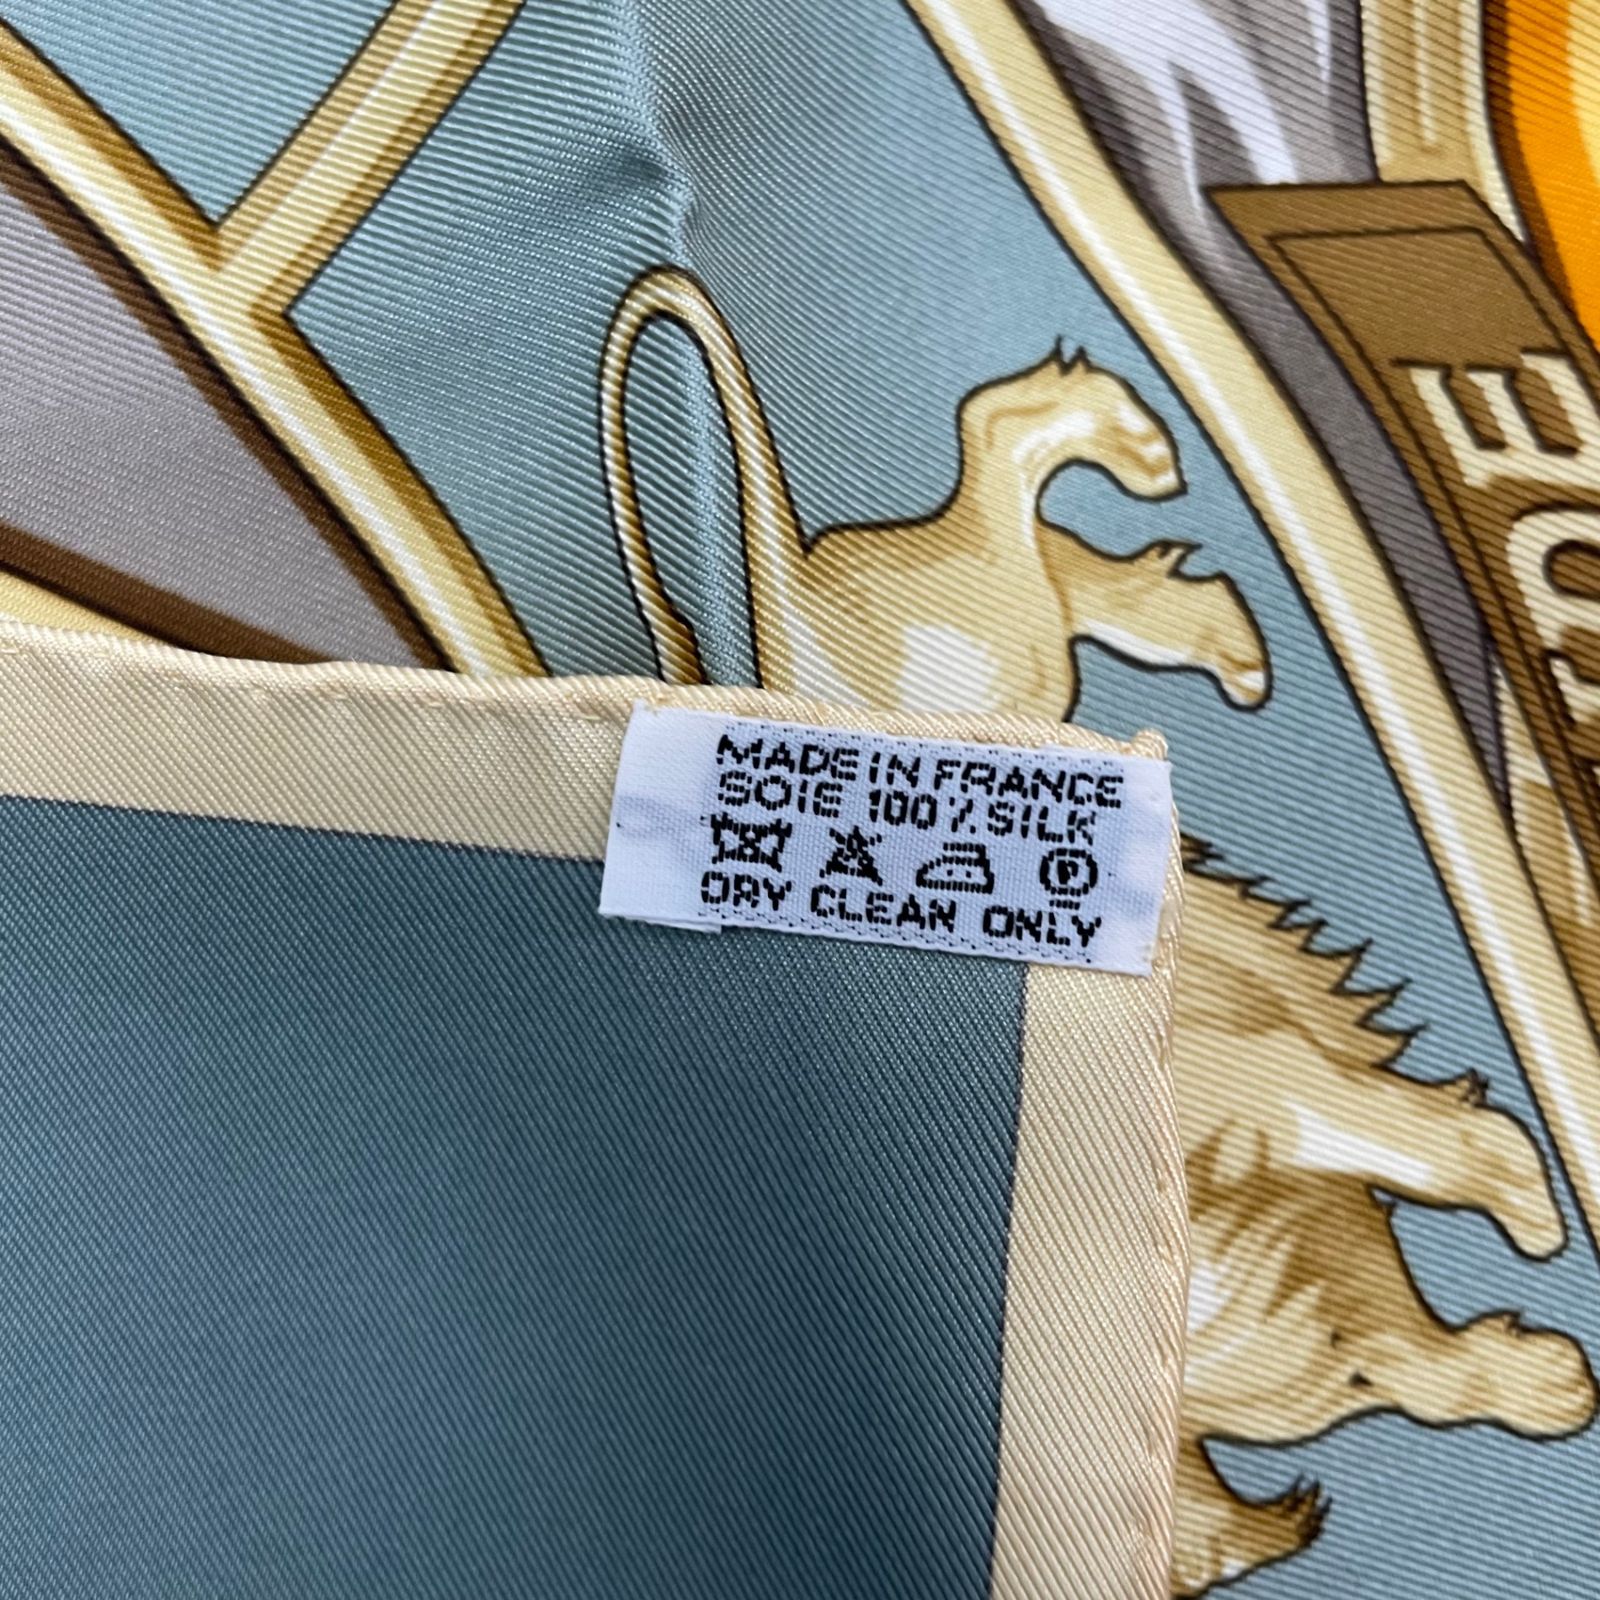 MADE IN FRANCE
SOIE 100% SILK
P
DRY CLEAN ONLY